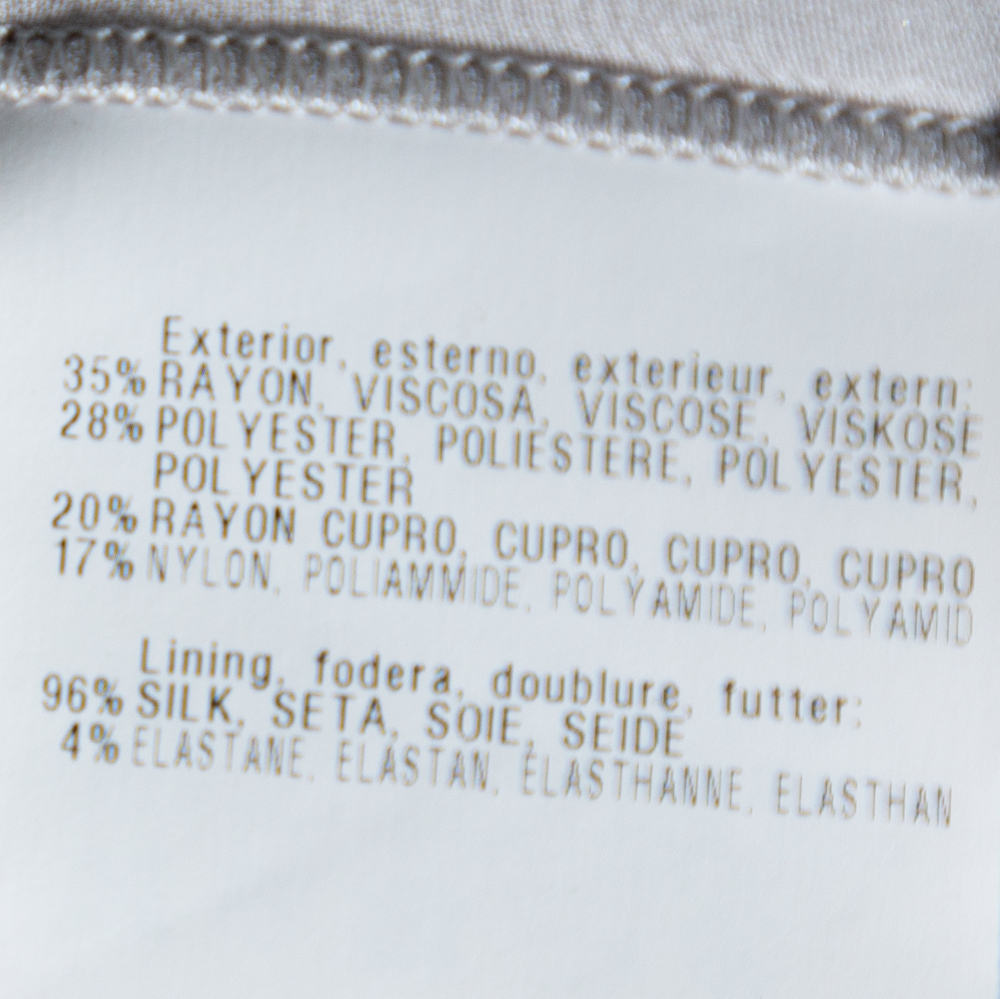 Exterior, esterno, exterieur, extern:
35% RAYON, VISCOSA, VISCOSE, VISKOSE
28% POLYESTER, POLIESTERE, POLYESTER,
POLYESTER
20% RAYON CUPRO, CUPRO, CUPRO, CUPRO
17% NYLON, POLIAMMIDE, POLYAMIDE, POLYAMID
Lining, fodera, doublure, futter:
96% SILK, SETA, SOIE, SEIDE
4% ELASTANE, ELASTAN, ELASTHANNE, ELASTHAN